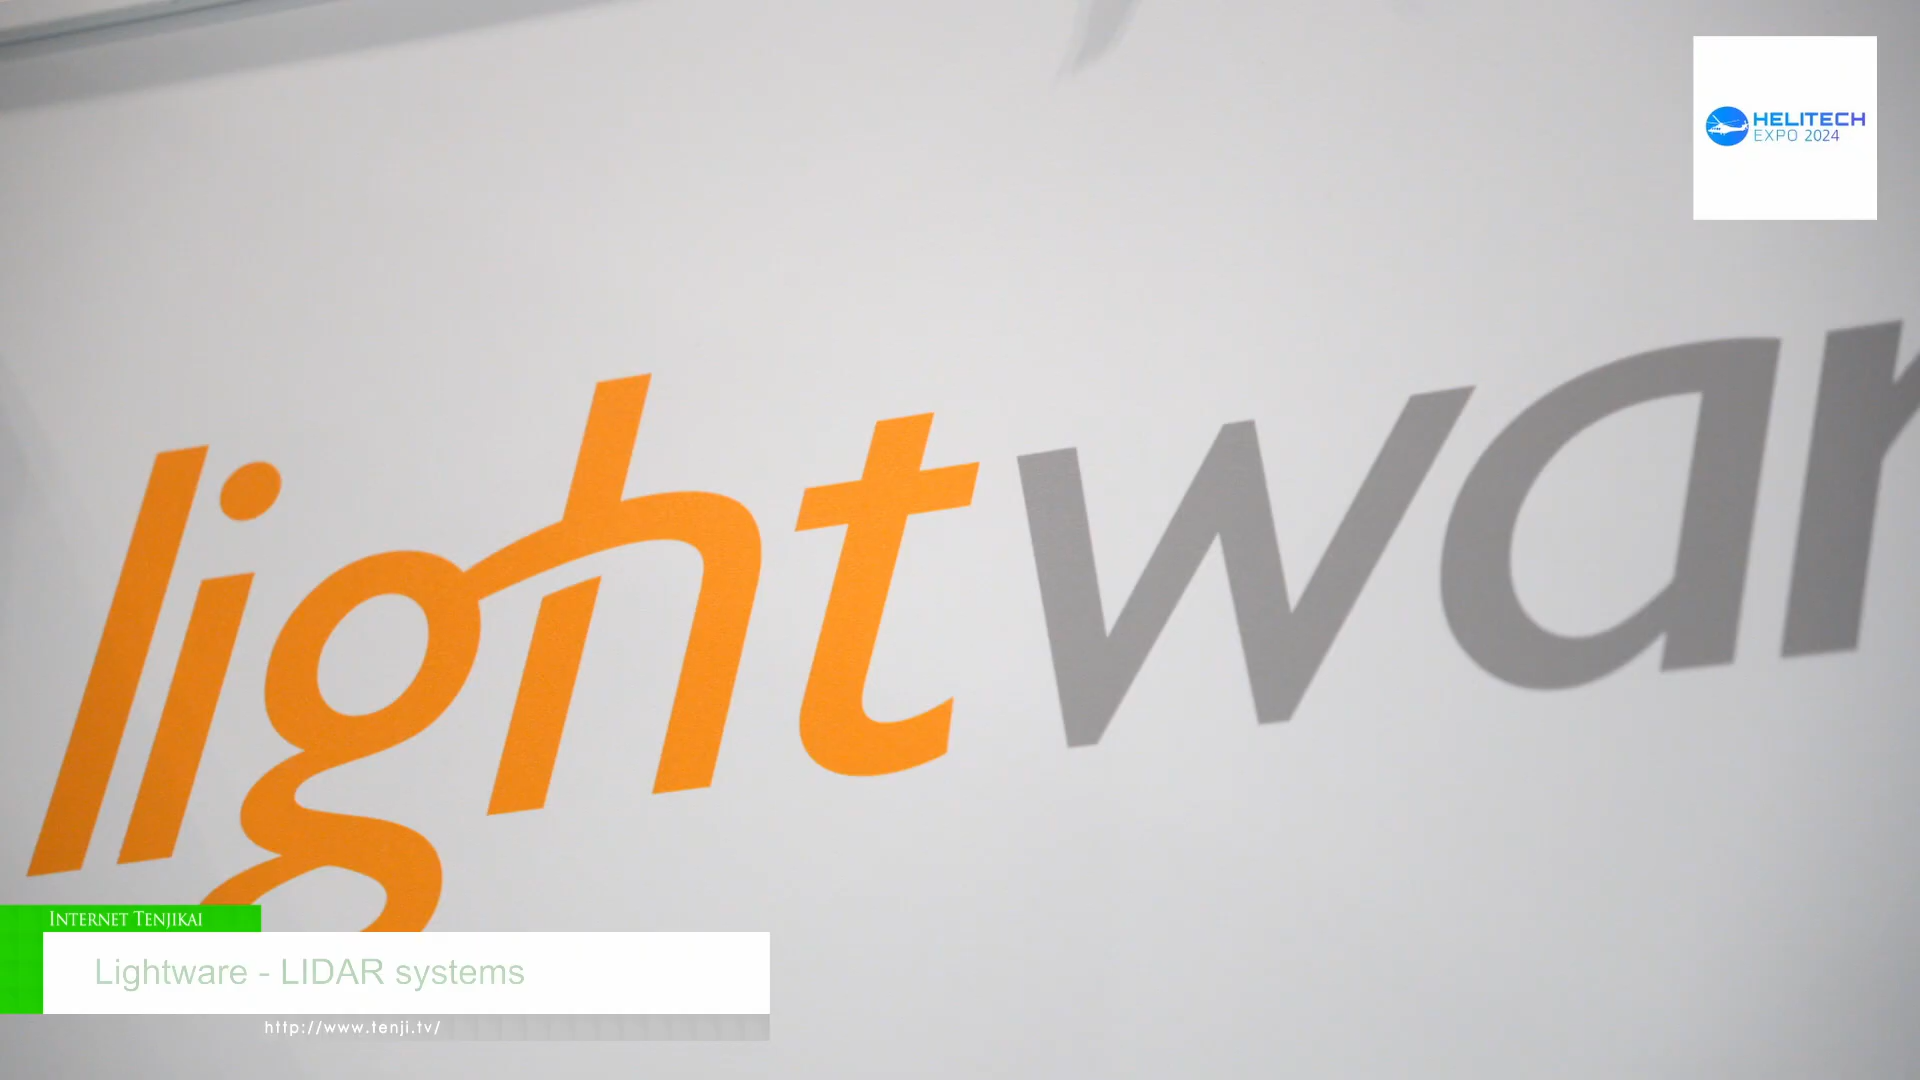 HELITECH
EXPO 2024
lightwar
INTERNET TENJIKAI
Lightware - LIDAR systems
http://www.tenji.tv/